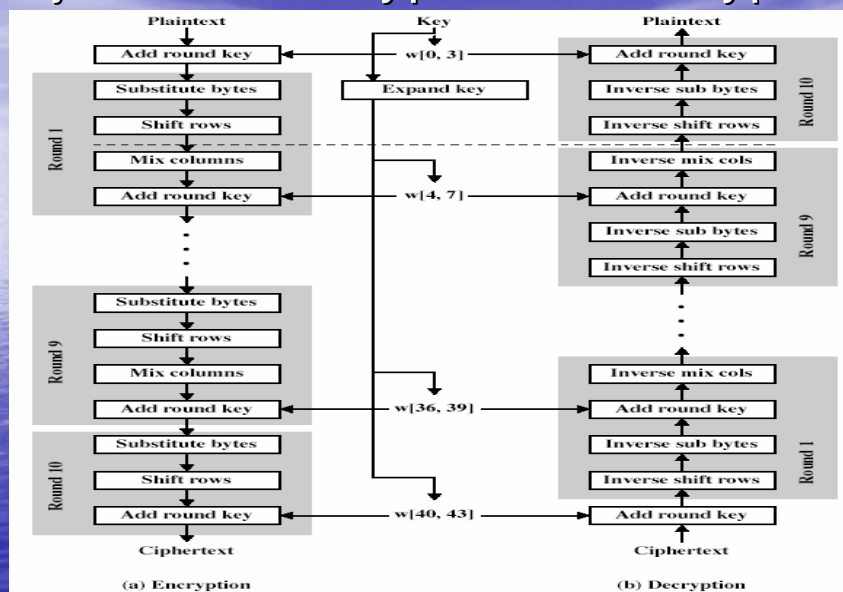 Plaintext
Add round key
Round 1
Substitute bytes
Shift rows
Mix columns
Add round key
Round 9
Substitute bytes
Shift rows
Mix columns
Add round key
Round 10
Substitute bytes
Shift rows
Add round key
Ciphertext
(a) Encryption
Key
w[0, 3]
Expand key
w[4, 7]
w[36, 39]
w[40, 43]
Plaintext
Add round key
Inverse sub bytes
Inverse shift rows
Round 10
Inverse mix cols
Add round key
Inverse sub bytes
Inverse shift rows
Round 9
Inverse mix cols
Add round key
Inverse sub bytes
Inverse shift rows
Round 1
Add round key
Ciphertext
(b) Decryption